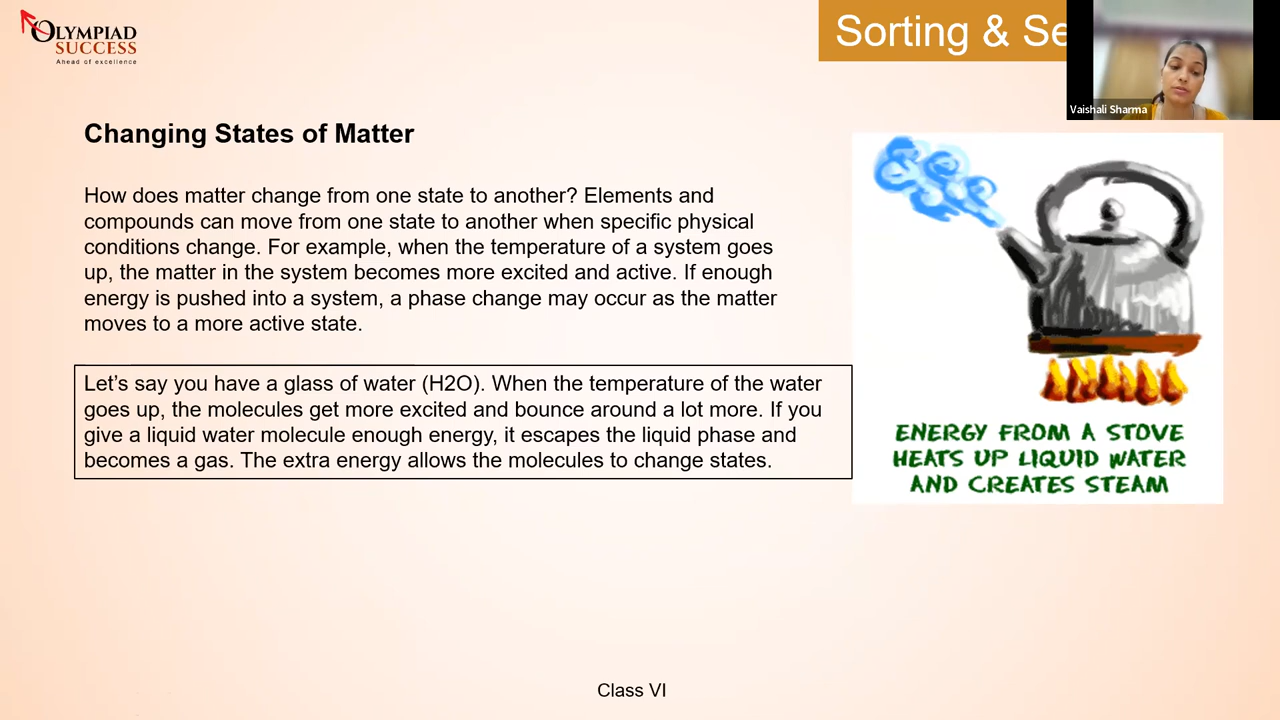 OLYMPIAD
SUCCESS
Ahead of excellence
Sorting & Se
Vaishali Sharma
Changing States of Matter
How does matter change from one state to another? Elements and
compounds can move from one state to another when specific physical
conditions change. For example, when the temperature of a system goes
up, the matter in the system becomes more excited and active. If enough
energy is pushed into a system, a phase change may occur as the matter
moves to a more active state.
Let’s say you have a glass of water (H2O). When the temperature of the water
goes up, the molecules get more excited and bounce around a lot more. If you
give a liquid water molecule enough energy, it escapes the liquid phase and
becomes a gas. The extra energy allows the molecules to change states.
ENERGY FROM A STOVE
HEATS UP LIQUID WATER
AND CREATES STEAM
Class VI